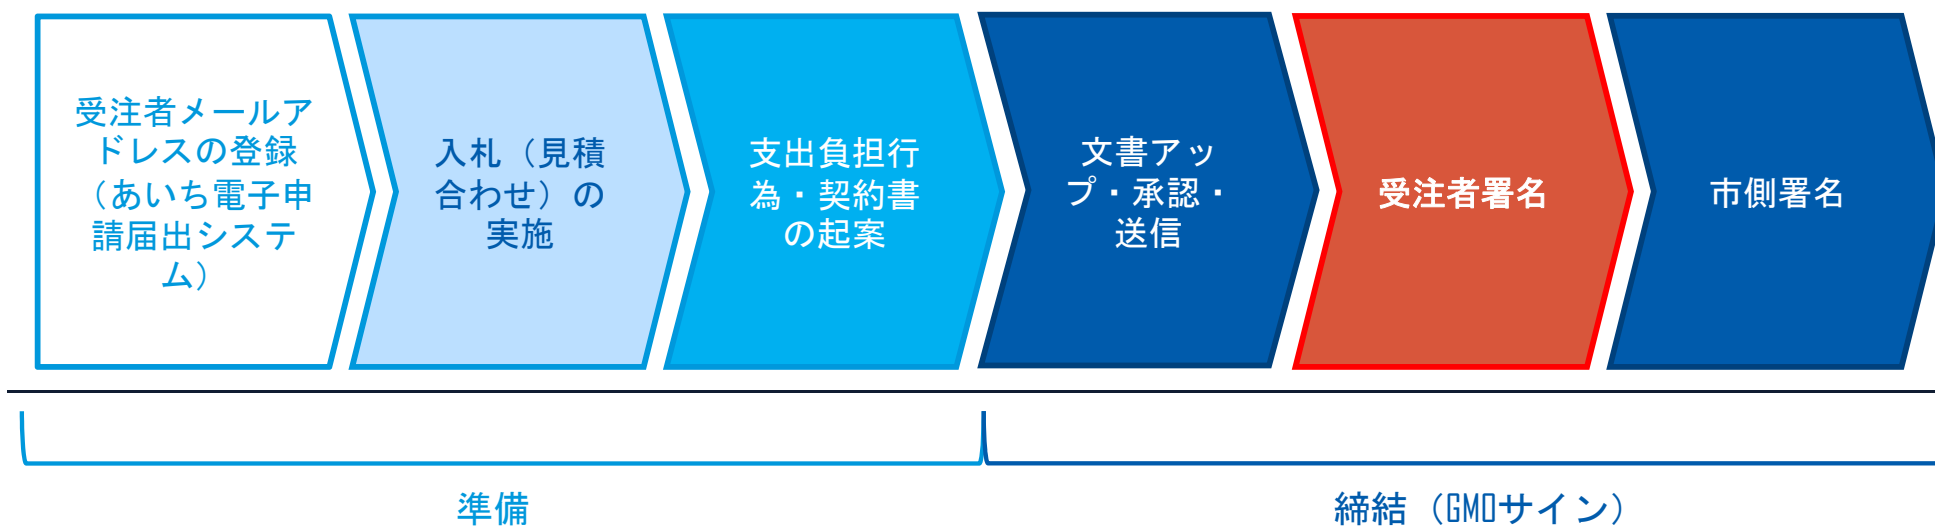 受注者メールア
ドレスの登録
（あいち電子申
請届出システ
ム）
入札（見積
合わせ）の
実施
支出負担行
為・契約書
の起案
文書アッ
プ・承認・
送信
受注者署名
市側署名
準備
締結（GMOサイン）